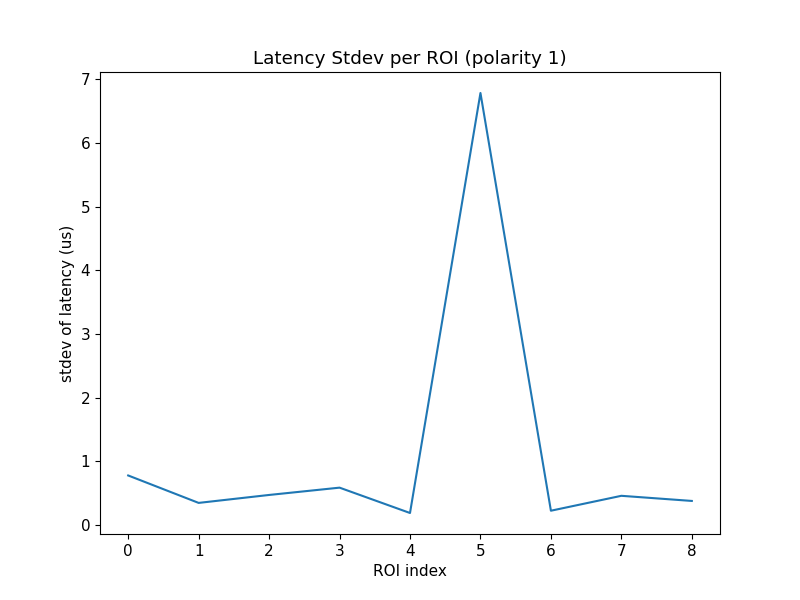 Latency Stdev per ROI (polarity 1)
7
6
5
4
3
2
1
0
stdev of latency (us)
0 1 2 3 4 5 6 7 8
ROI index